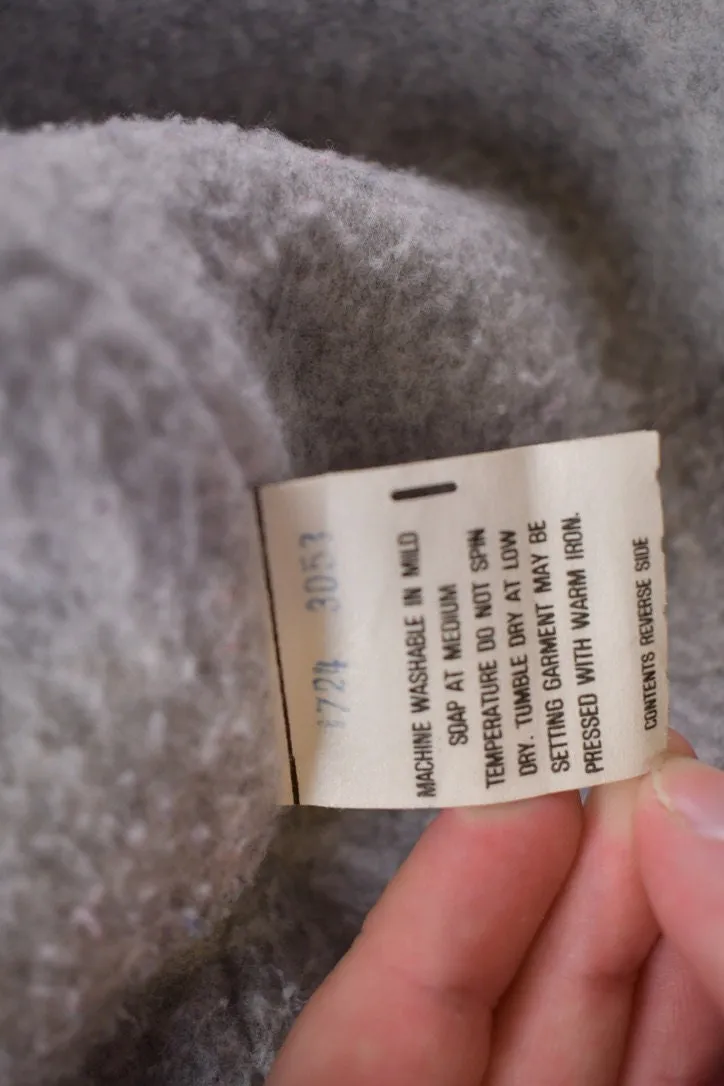 1724 3053
MACHINE WASHABLE IN MILD
SOAP AT MEDIUM
TEMPERATURE DO NOT SPIN
DRY. TUMBLE DRY AT LOW
SETTING GARMENT MAY BE
PRESSED WITH WARM IRON.
CONTENTS REVERSE SIDE